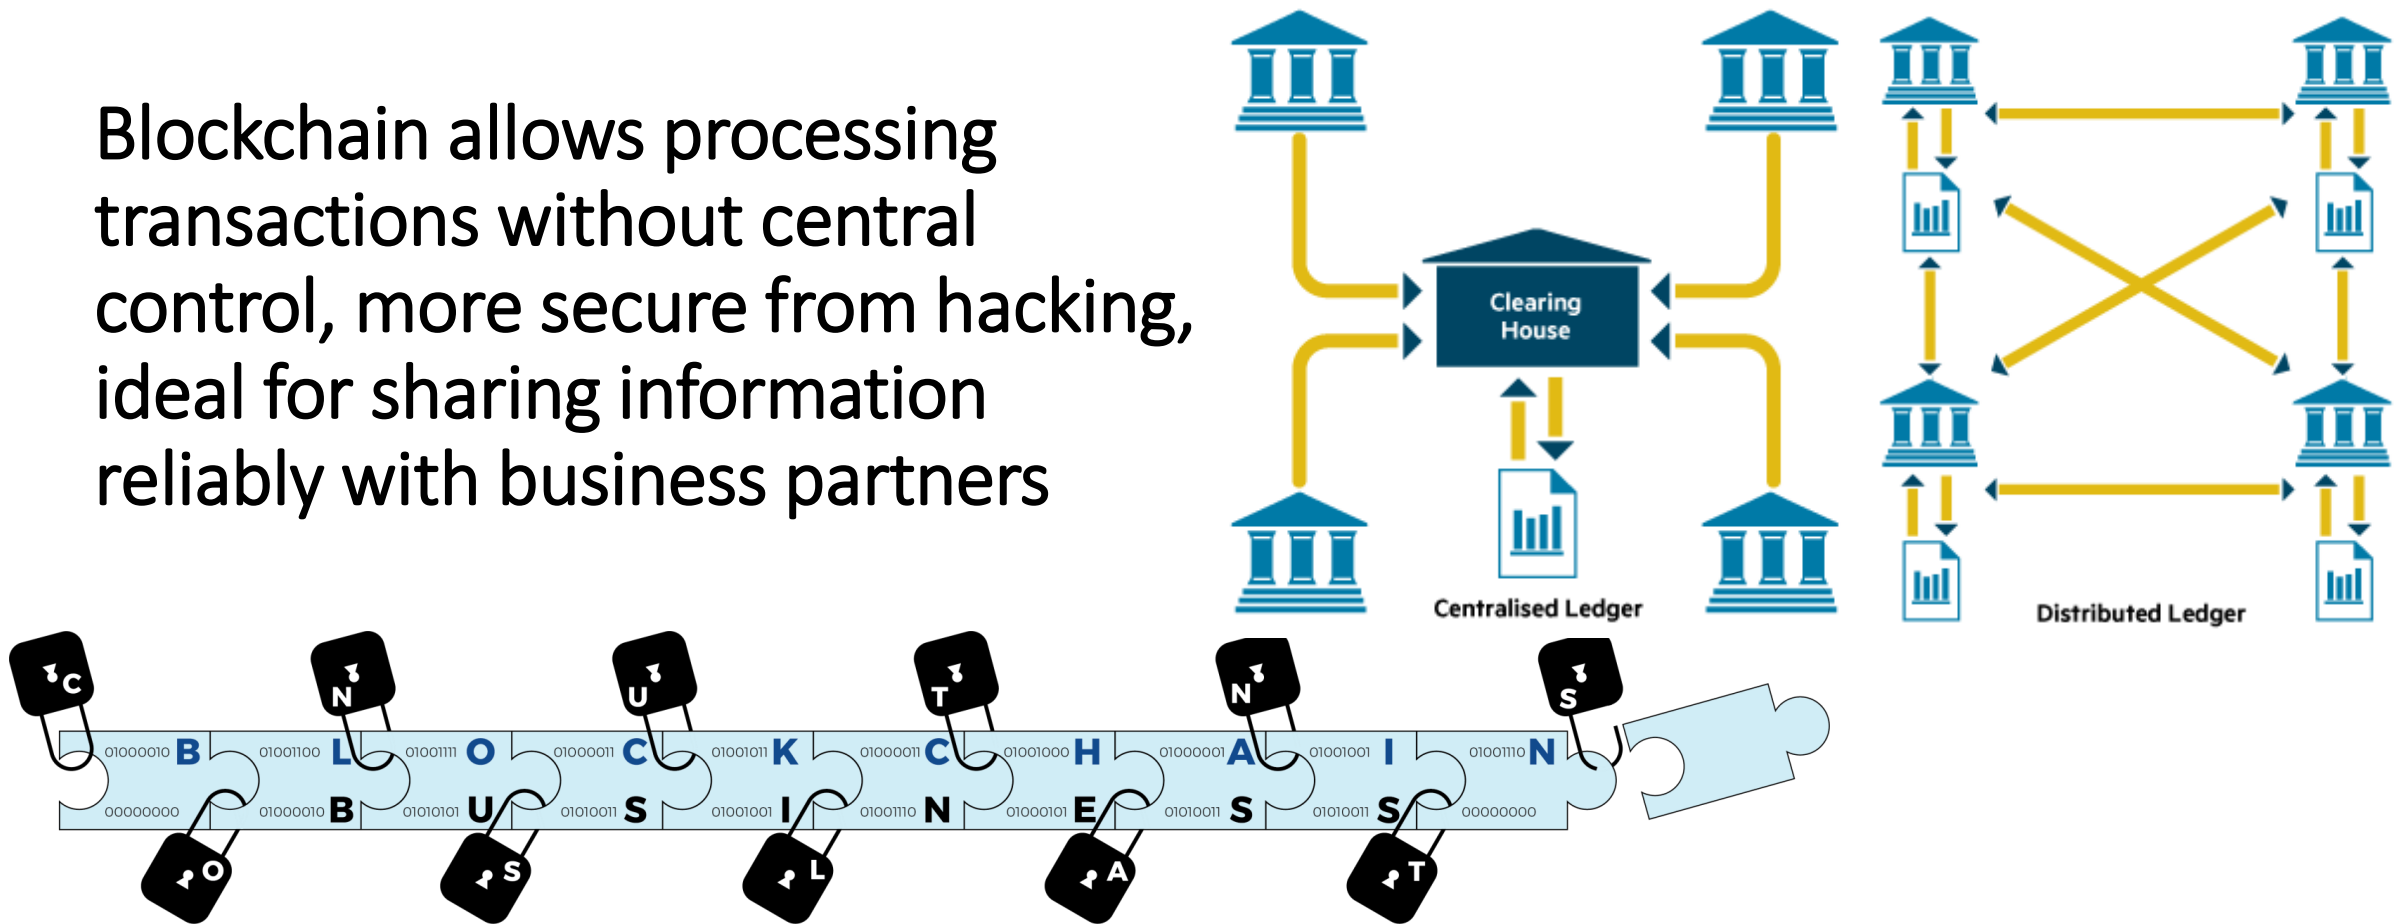 Blockchain allows processing
transactions without central
control, more secure from hacking,
ideal for sharing information
reliably with business partners
Clearing
House
Centralised Ledger
Distributed Ledger
C N U T N S
01000010 B 01001100 L 01001111 O 01000011 C 01001011 K 01000011 C 01001000 H 01000001 A 01001001 I 01001110 N
00000000 01000010 B 01010101 U 01010011 S 01001001 I 01001110 N 01000101 E 01010011 S 01010011 S 00000000
O S L A T